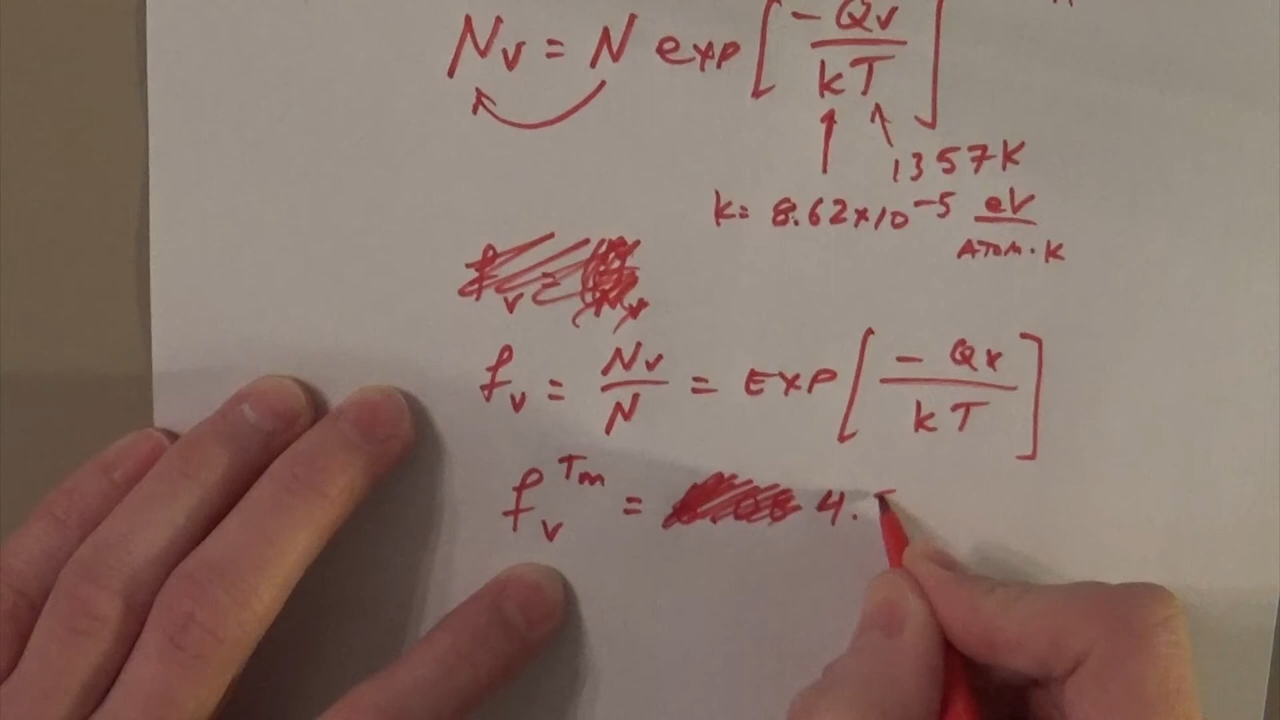 Nv = N exp[-Qv/kT]
1357K
k= 8.62×10⁻⁵ eV/ATOM·K
fv = Nv/N = EXP[-Qv/kT]
fv^Tm = 4.